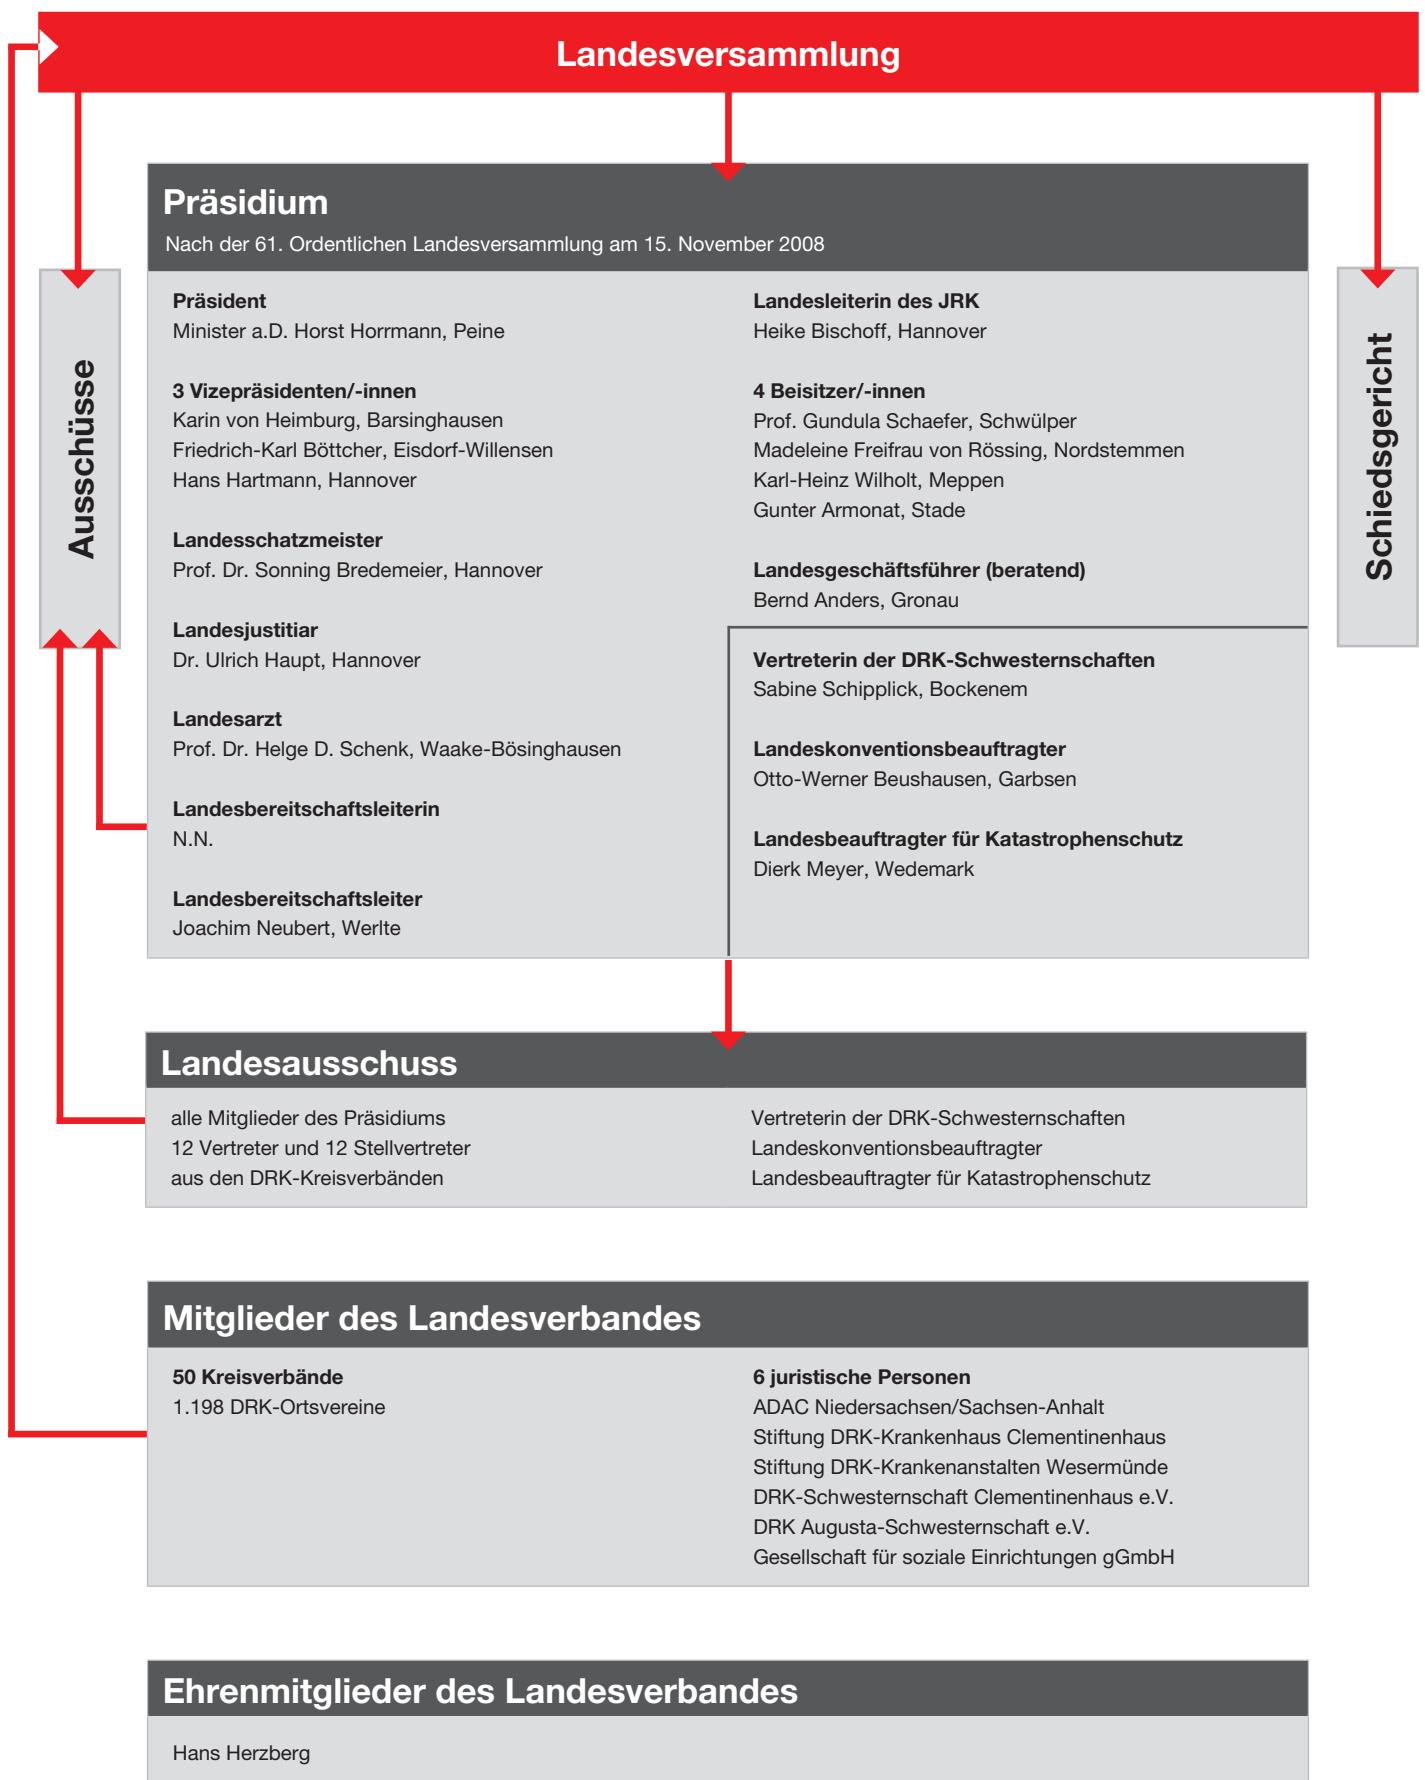 Landesversammlung
Präsidium
Nach der 61. Ordentlichen Landesversammlung am 15. November 2008
Ausschüsse
Präsident
Minister a.D. Horst Horrmann, Peine
3 Vizepräsidenten/-innen
Karin von Heimburg, Barsinghausen
Friedrich-Karl Böttcher, Eisdorf-Willensen
Hans Hartmann, Hannover
Landesschatzmeister
Prof. Dr. Sonning Bredemeier, Hannover
Landesjustitiar
Dr. Ulrich Haupt, Hannover
Landesarzt
Prof. Dr. Helge D. Schenk, Waake-Bösinghausen
Landesbereitschaftsleiterin
N.N.
Landesbereitschaftsleiter
Joachim Neubert, Werlte
Landesleiterin des JRK
Heike Bischoff, Hannover
4 Beisitzer/-innen
Prof. Gundula Schaefer, Schwülper
Madeleine Freifrau von Rössing, Nordstemmen
Karl-Heinz Wilholt, Meppen
Gunter Armonat, Stade
Landesgeschäftsführer (beratend)
Bernd Anders, Gronau
Vertreterin der DRK-Schwesternschaften
Sabine Schipplick, Bockenem
Landeskonventionsbeauftragter
Otto-Werner Beushausen, Garbsen
Landesbeauftragter für Katastrophenschutz
Dierk Meyer, Wedemark
Schiedsgericht
Landesausschuss
alle Mitglieder des Präsidiums
12 Vertreter und 12 Stellvertreter
aus den DRK-Kreisverbänden
Vertreterin der DRK-Schwesternschaften
Landeskonventionsbeauftragter
Landesbeauftragter für Katastrophenschutz
Mitglieder des Landesverbandes
50 Kreisverbände
1.198 DRK-Ortsvereine
6 juristische Personen
ADAC Niedersachsen/Sachsen-Anhalt
Stiftung DRK-Krankenhaus Clementinenhaus
Stiftung DRK-Krankenanstalten Wesermünde
DRK-Schwesternschaft Clementinenhaus e.V.
DRK Augusta-Schwesternschaft e.V.
Gesellschaft für soziale Einrichtungen gGmbH
Ehrenmitglieder des Landesverbandes
Hans Herzberg